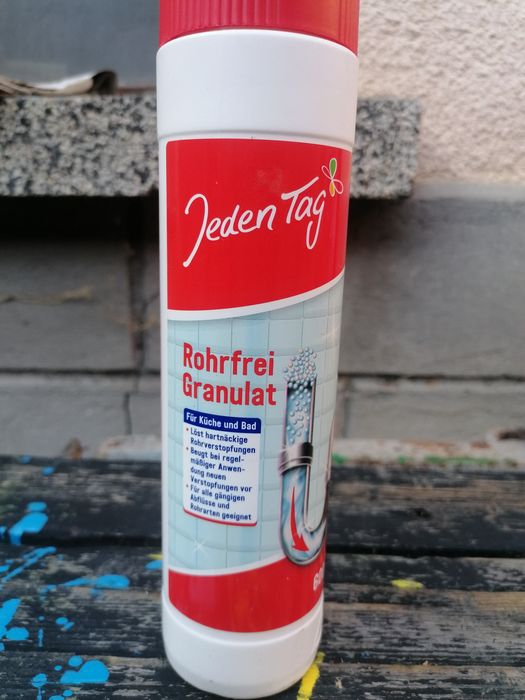 Jeden Tag
Rohrfrei
Granulat
Für Küche und Bad
• Löst hartnäckige
Rohrverstopfungen
• Beugt bei regel-
mäßiger Anwen-
dung neuen
Verstopfungen vor
• Für alle gängigen
Abflüsse und
Rohrarten geeignet